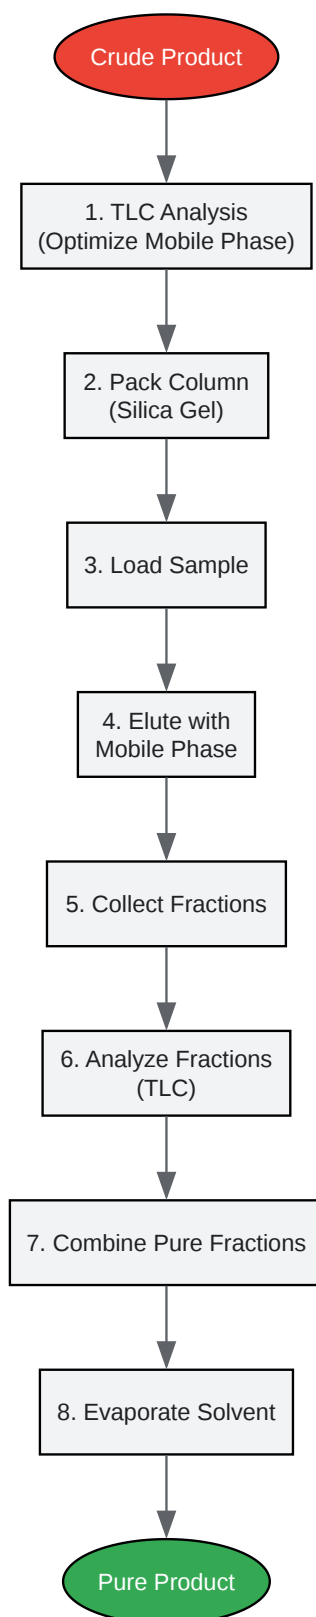 Crude Product
1. TLC Analysis
(Optimize Mobile Phase)
2. Pack Column
(Silica Gel)
3. Load Sample
4. Elute with
Mobile Phase
5. Collect Fractions
6. Analyze Fractions
(TLC)
7. Combine Pure Fractions
8. Evaporate Solvent
Pure Product